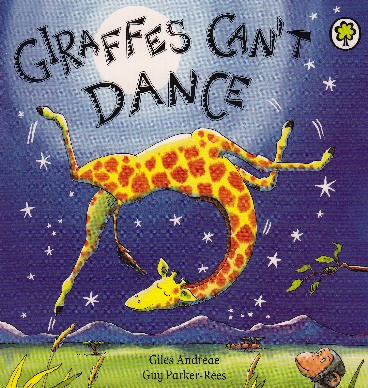 GIRAFFES CAN'T
DANCE
Giles Andreae
Guy Parker-Rees